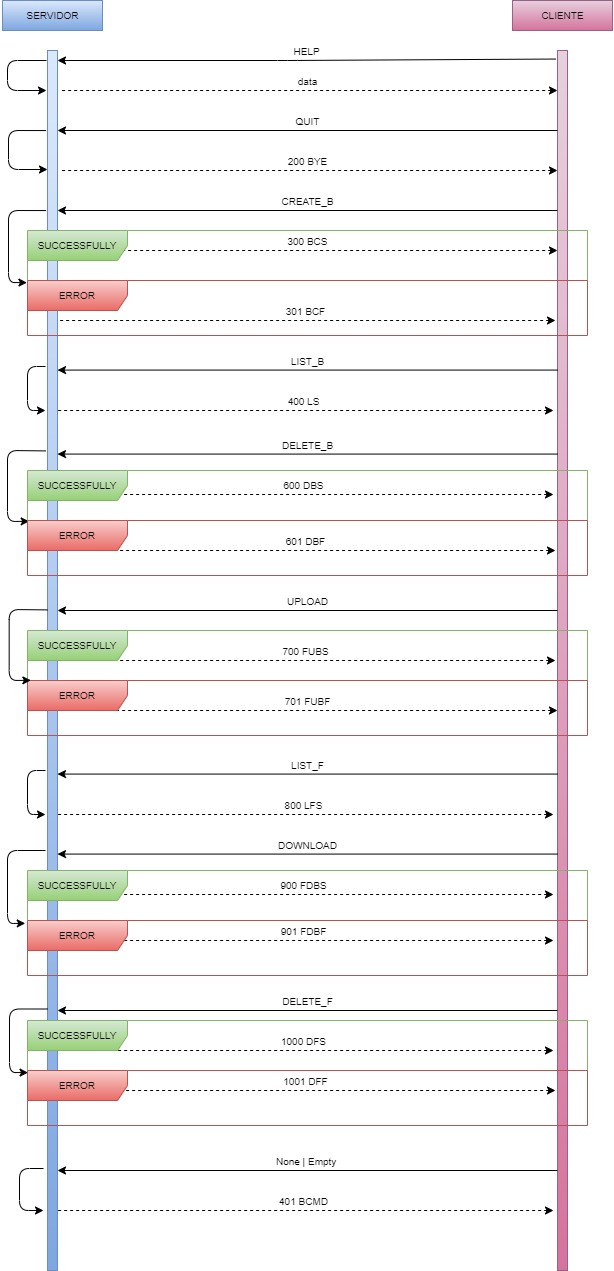 SERVIDOR
CLIENTE
HELP
data
QUIT
200 BYE
CREATE_B
SUCCESSFULLY
300 BCS
ERROR
301 BCF
LIST_B
400 LS
DELETE_B
SUCCESSFULLY
600 DBS
ERROR
601 DBF
UPLOAD
SUCCESSFULLY
700 FUBS
ERROR
701 FUBF
LIST_F
800 LFS
DOWNLOAD
SUCCESSFULLY
900 FDBS
ERROR
901 FDBF
DELETE_F
SUCCESSFULLY
1000 DFS
ERROR
1001 DFF
None | Empty
401 BCMD